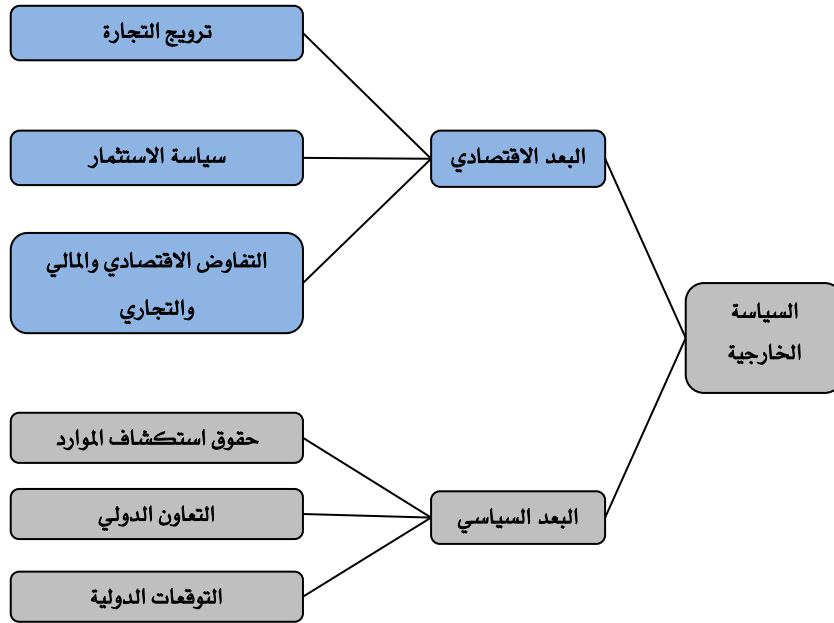 السياسة
الخارجية
البعد الاقتصادي
ترويج التجارة
سياسة الاستثمار
التفاوض الاقتصادي والمالي
والتجاري
البعد السياسي
حقوق استكشاف الموارد
التعاون الدولي
التوقعات الدولية